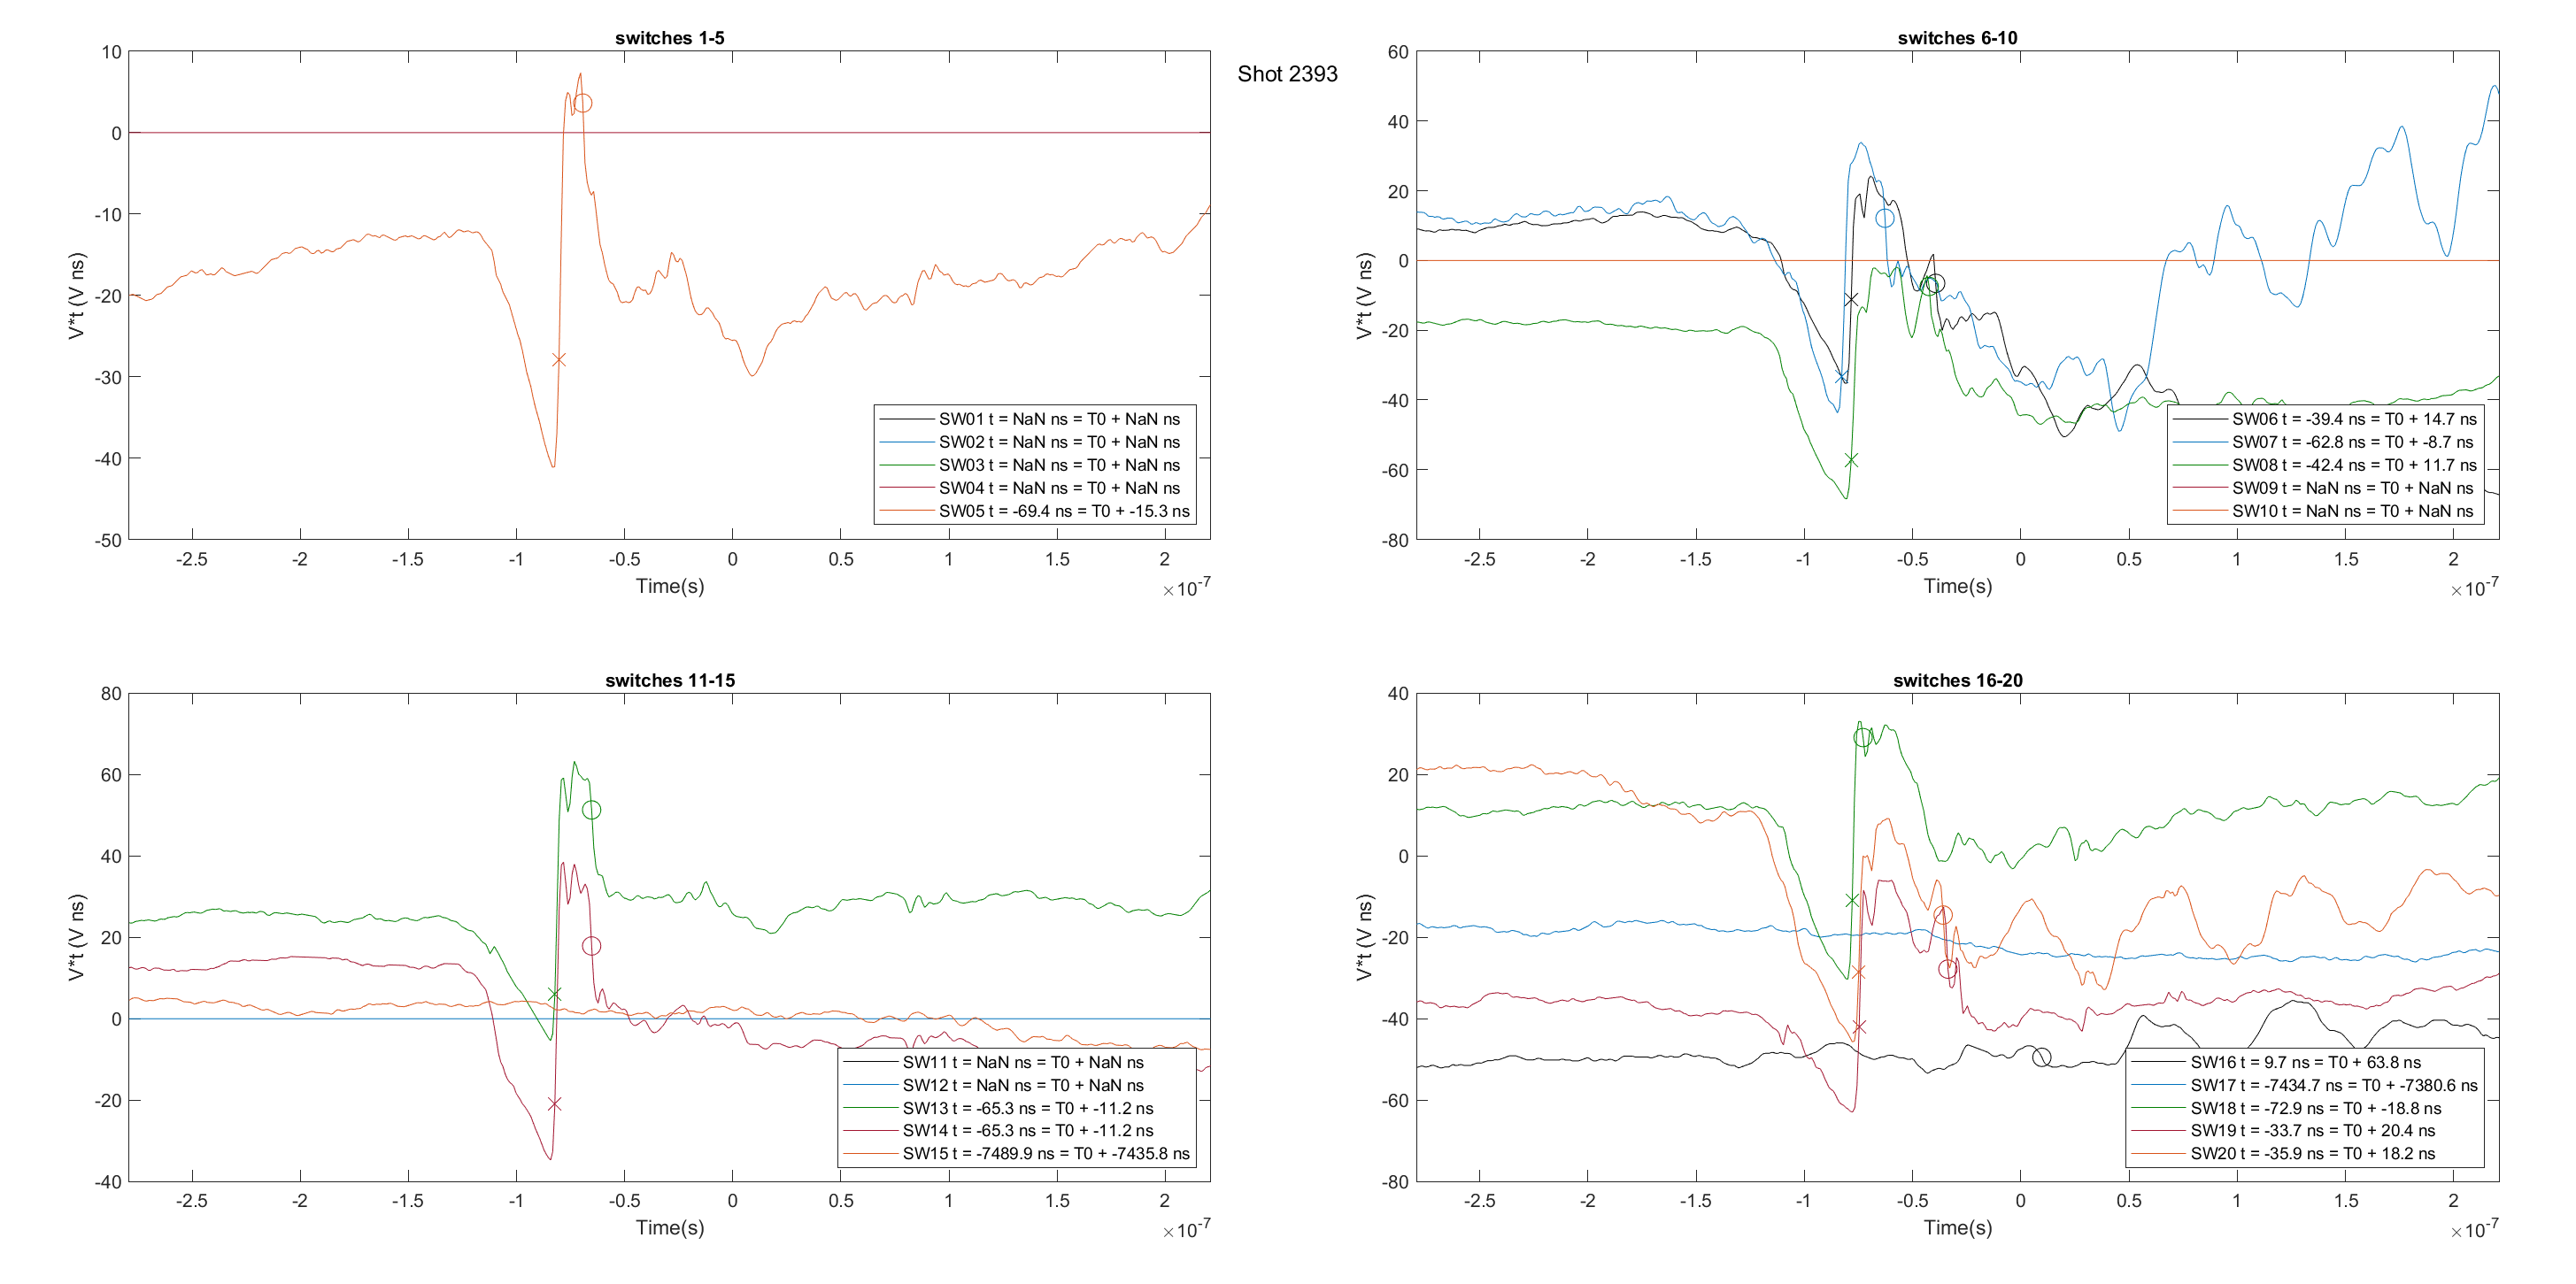 switches 1-5
10
0
-10
-20
-30
-40
-50
V*t (V ns)
-2.5 -2 -1.5 -1 -0.5 0 0.5 1 1.5 2
Time(s)
×10-7
SW01 t = NaN ns = T0 + NaN ns
SW02 t = NaN ns = T0 + NaN ns
SW03 t = NaN ns = T0 + NaN ns
SW04 t = NaN ns = T0 + NaN ns
SW05 t = -69.4 ns = T0 + -15.3 ns
Shot 2393
switches 6-10
60
40
20
0
-20
-40
-60
-80
V*t (V ns)
-2.5 -2 -1.5 -1 -0.5 0 0.5 1 1.5 2
Time(s)
×10-7
SW06 t = -39.4 ns = T0 + 14.7 ns
SW07 t = -62.8 ns = T0 + -8.7 ns
SW08 t = -42.4 ns = T0 + 11.7 ns
SW09 t = NaN ns = T0 + NaN ns
SW10 t = NaN ns = T0 + NaN ns
switches 11-15
80
60
40
20
0
-20
-40
V*t (V ns)
-2.5 -2 -1.5 -1 -0.5 0 0.5 1 1.5 2
Time(s)
×10-7
SW11 t = NaN ns = T0 + NaN ns
SW12 t = NaN ns = T0 + NaN ns
SW13 t = -65.3 ns = T0 + -11.2 ns
SW14 t = -65.3 ns = T0 + -11.2 ns
SW15 t = -7489.9 ns = T0 + -7435.8 ns
switches 16-20
40
20
0
-20
-40
-60
-80
V*t (V ns)
-2.5 -2 -1.5 -1 -0.5 0 0.5 1 1.5 2
Time(s)
×10-7
SW16 t = 9.7 ns = T0 + 63.8 ns
SW17 t = -7434.7 ns = T0 + -7380.6 ns
SW18 t = -72.9 ns = T0 + -18.8 ns
SW19 t = -33.7 ns = T0 + 20.4 ns
SW20 t = -35.9 ns = T0 + 18.2 ns